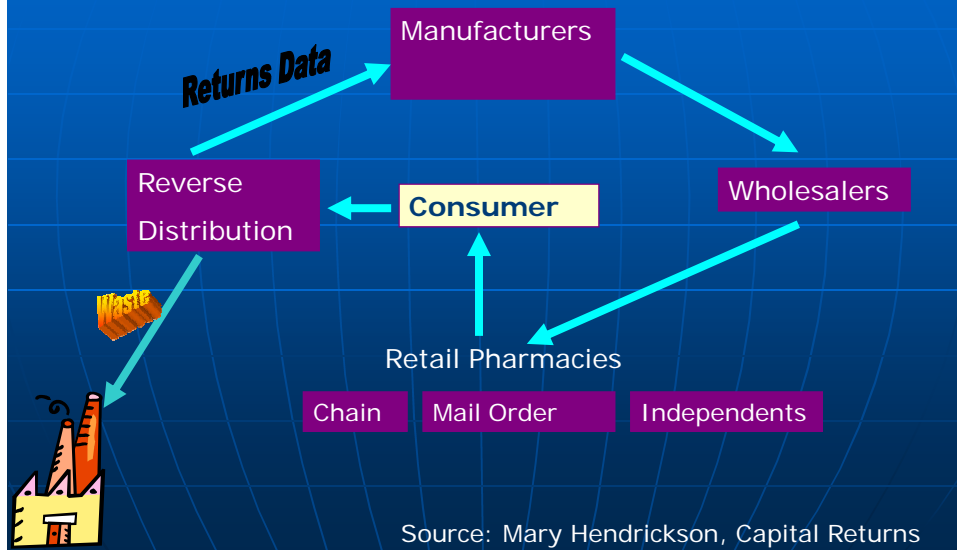 Manufacturers
Returns Data
Reverse
Distribution
Consumer
Wholesalers
Waste
Retail Pharmacies
Chain
Mail Order
Independents
Source: Mary Hendrickson, Capital Returns